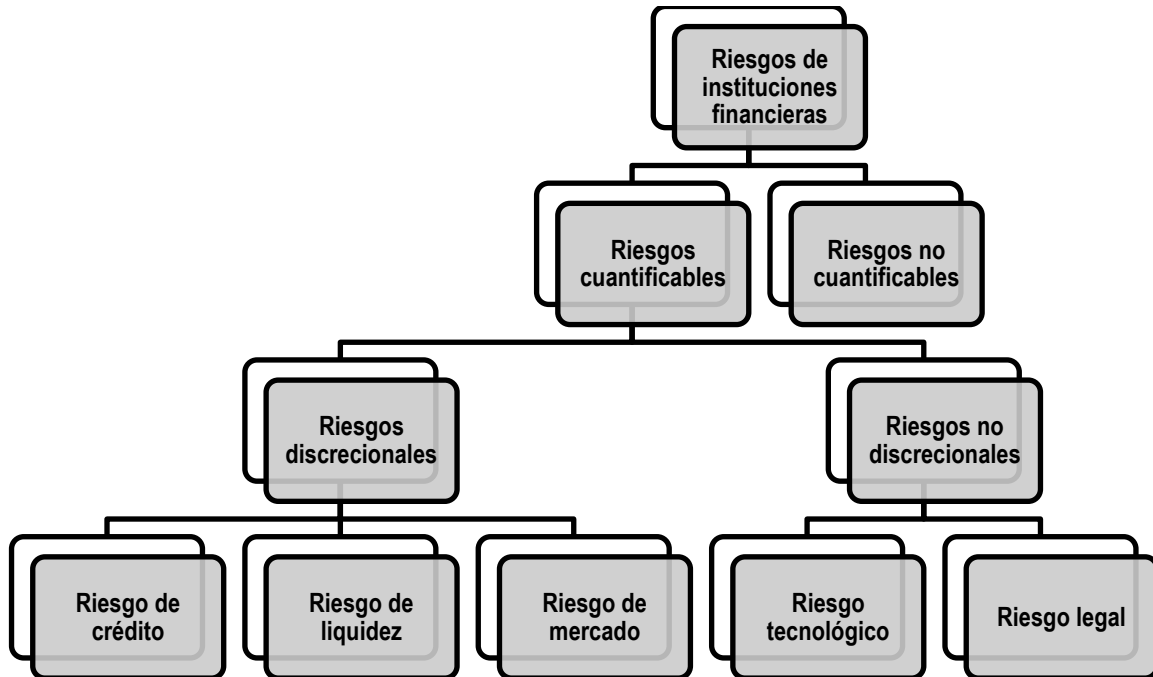 Riesgos de
instituciones
financieras
Riesgos
cuantificables
Riesgos no
cuantificables
Riesgos
discrecionales
Riesgos no
discrecionales
Riesgo de
crédito
Riesgo de
liquidez
Riesgo de
mercado
Riesgo
tecnológico
Riesgo legal